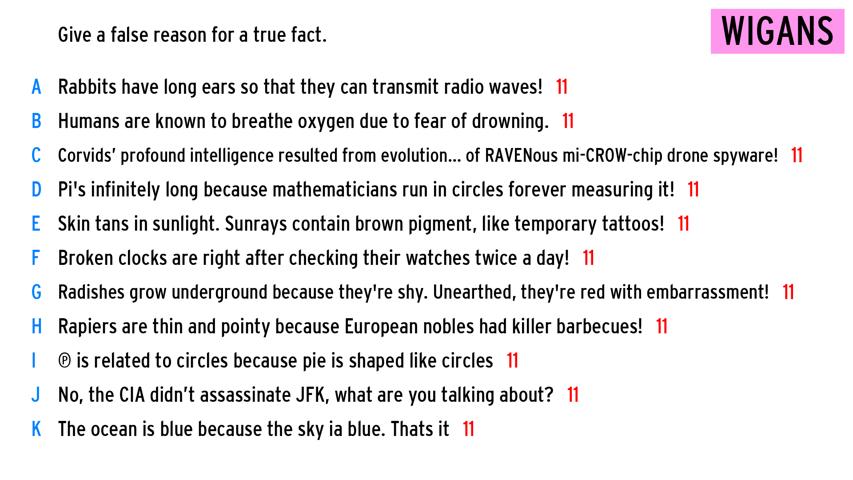 Give a false reason for a true fact.
WIGANS
A Rabbits have long ears so that they can transmit radio waves! 11
B Humans are known to breathe oxygen due to fear of drowning. 11
C Corvids' profound intelligence resulted from evolution... of RAVENous mi-CROW-chip drone spyware! 11
D Pi's infinitely long because mathematicians run in circles forever measuring it! 11
E Skin tans in sunlight. Sunrays contain brown pigment, like temporary tattoos! 11
F Broken clocks are right after checking their watches twice a day! 11
G Radishes grow underground because they're shy. Unearthed, they're red with embarrassment! 11
H Rapiers are thin and pointy because European nobles had killer barbecues! 11
I ℗ is related to circles because pie is shaped like circles 11
J No, the CIA didn't assassinate JFK, what are you talking about? 11
K The ocean is blue because the sky ia blue. Thats it 11